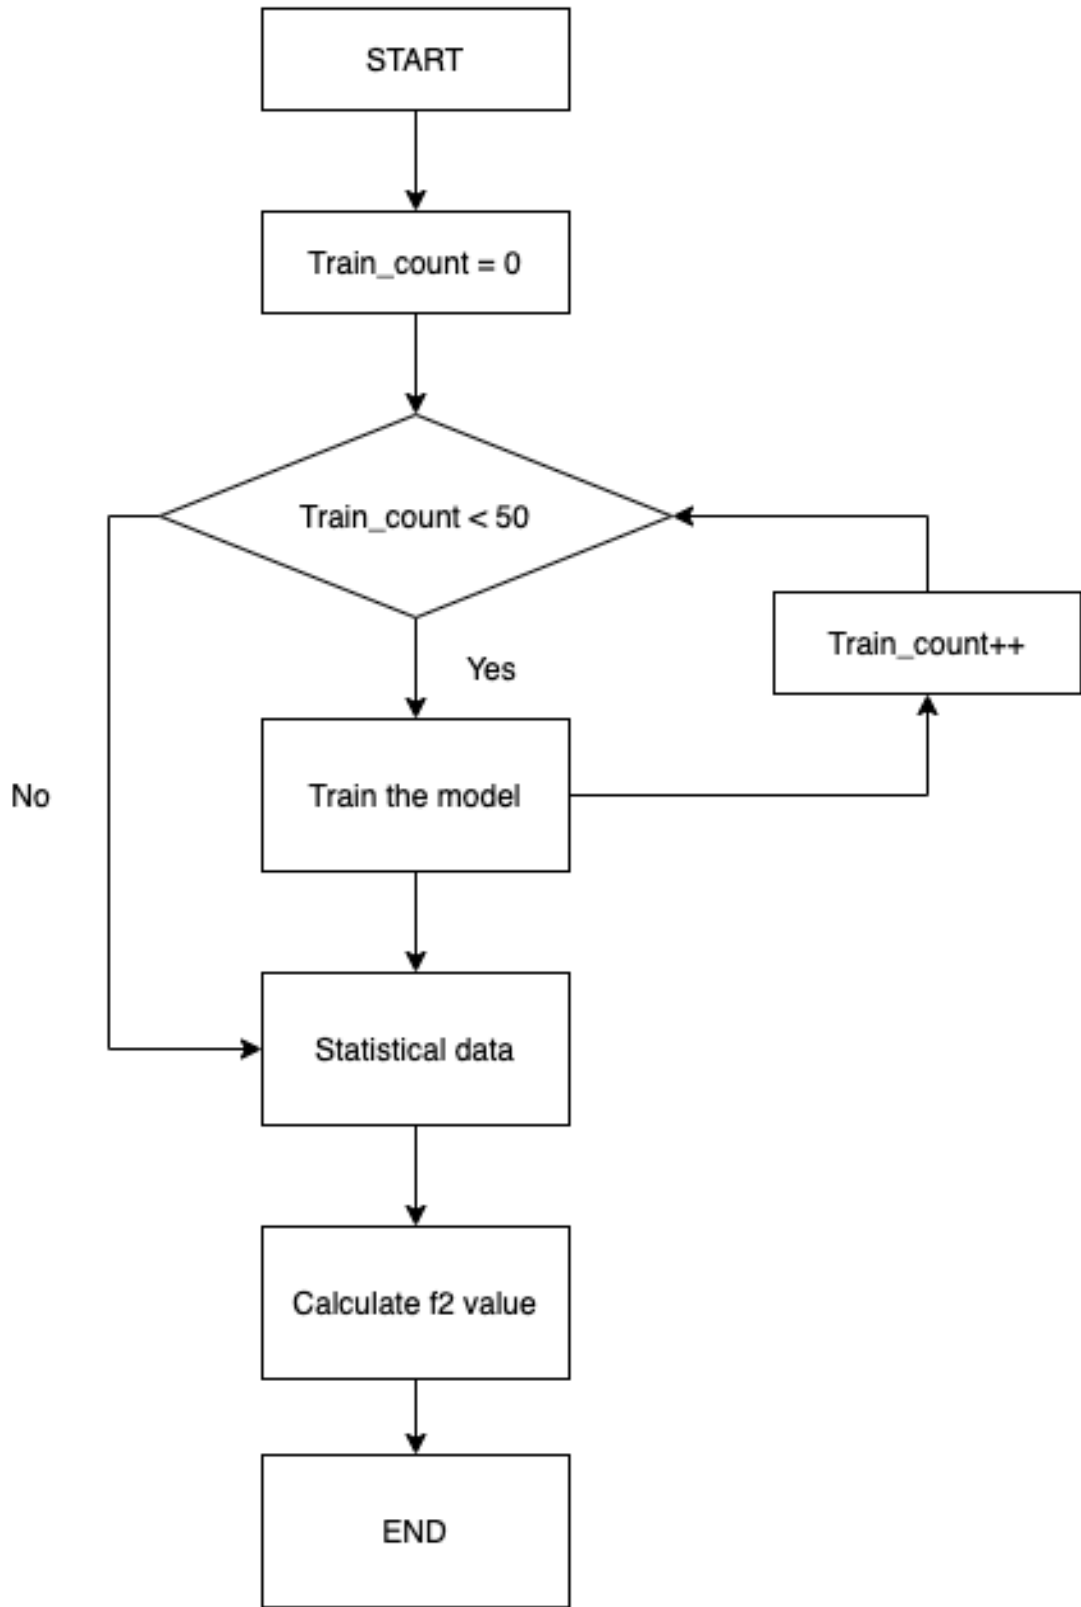 START
Train_count = 0
Train_count < 50
Train_count++
Yes
No
Train the model
Statistical data
Calculate f2 value
END